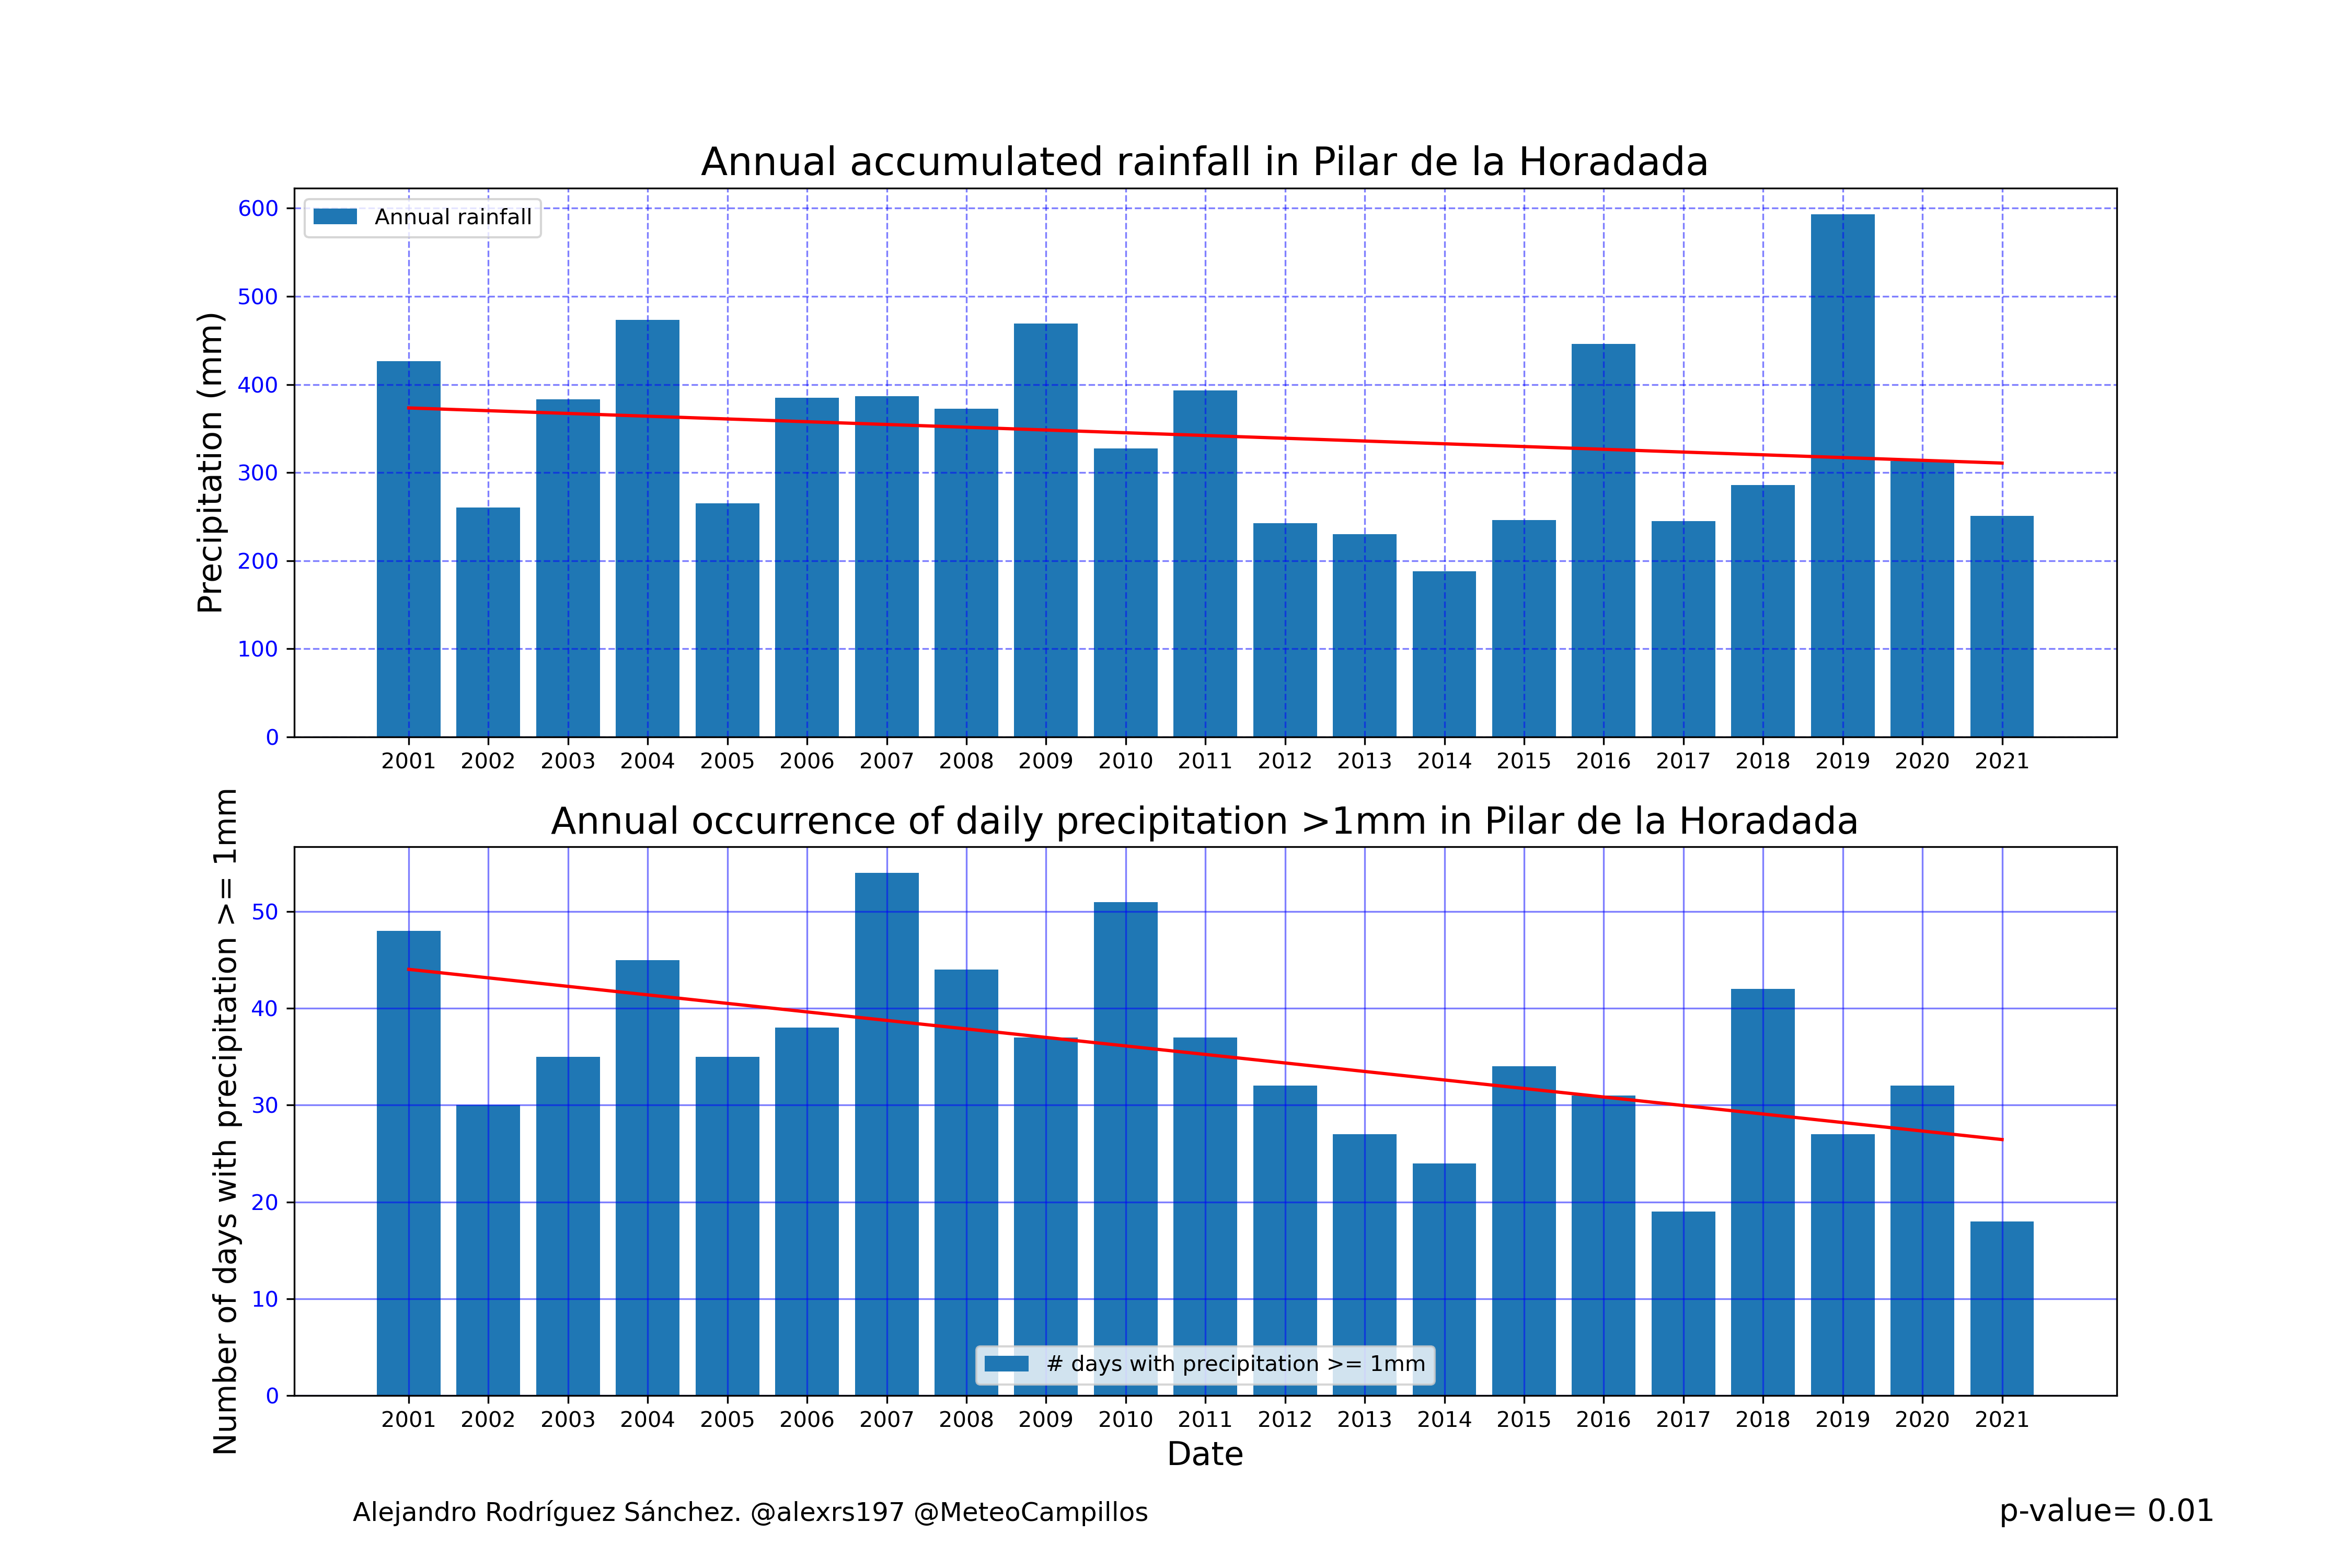 Annual accumulated rainfall in Pilar de la Horadada
Precipitation (mm)
600
500
400
300
200
100
0
Annual rainfall
2001 2002 2003 2004 2005 2006 2007 2008 2009 2010 2011 2012 2013 2014 2015 2016 2017 2018 2019 2020 2021
Annual occurrence of daily precipitation >1mm in Pilar de la Horadada
Number of days with precipitation >= 1mm
50
40
30
20
10
0
# days with precipitation >= 1mm
2001 2002 2003 2004 2005 2006 2007 2008 2009 2010 2011 2012 2013 2014 2015 2016 2017 2018 2019 2020 2021
Date
Alejandro Rodríguez Sánchez. @alexrs197 @MeteoCampillos
p-value= 0.01